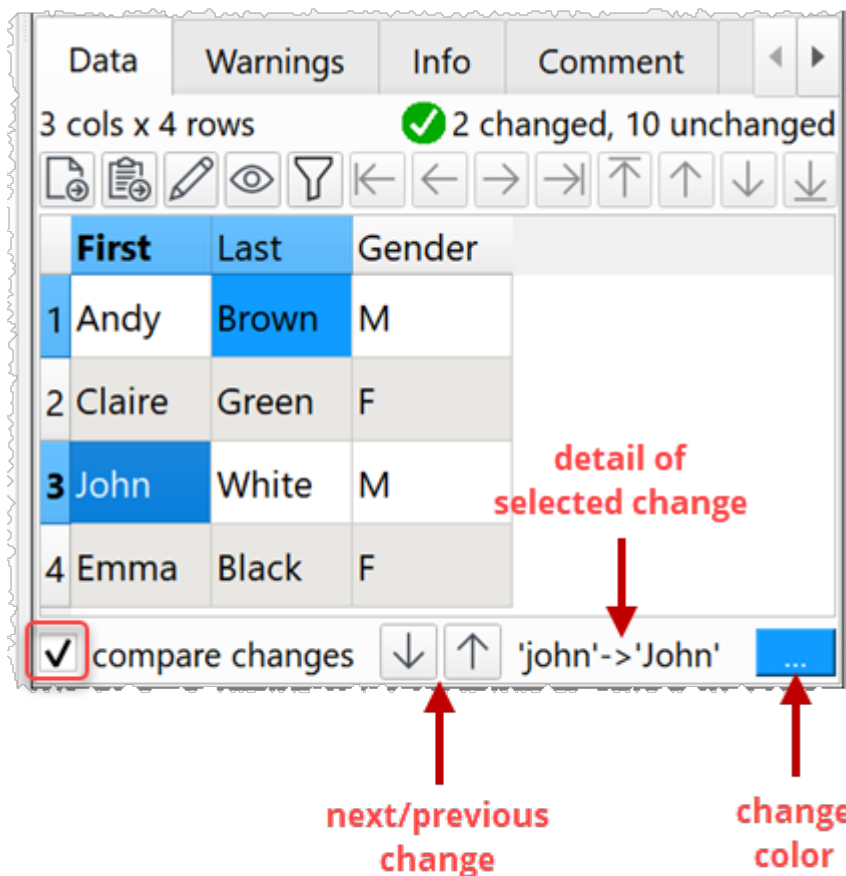 Data Warnings Info Comment
3 cols x 4 rows 2 changed, 10 unchanged
First Last Gender
1 Andy Brown M
2 Claire Green F
3 John White M
4 Emma Black F
detail of
selected change
compare changes 'john'->'John' ...
next/previous
change
change
color